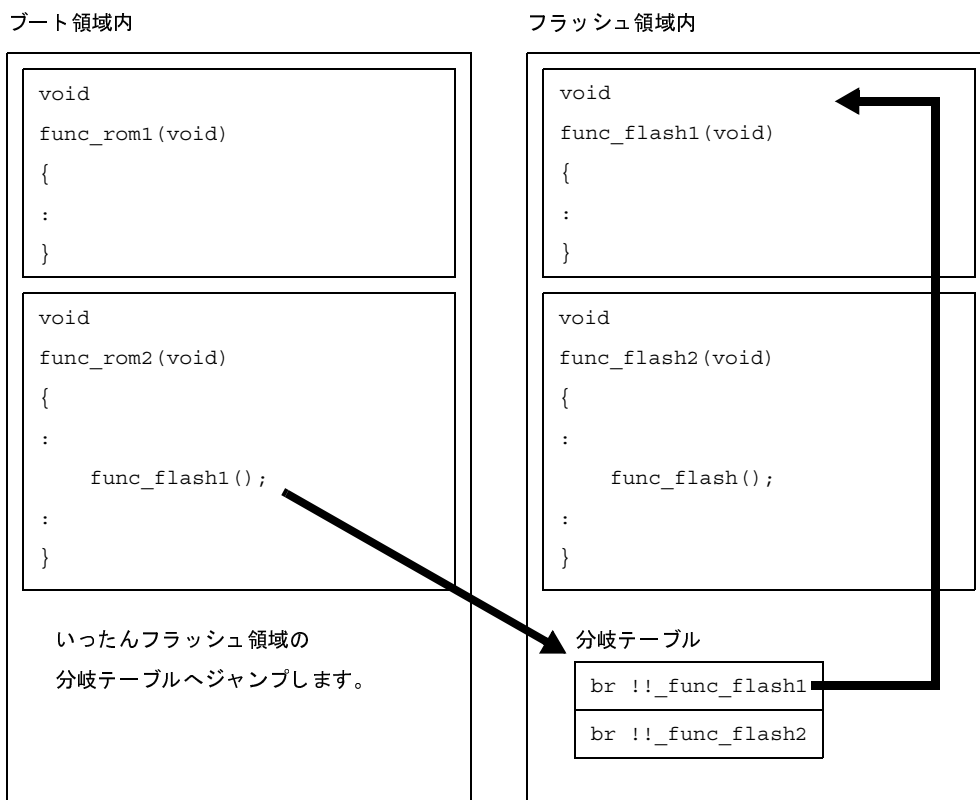 ブート領域内
void
func_rom1(void)
{
:
}
void
func_rom2(void)
{
:
func_flash1();
:
}
いったんフラッシュ領域の
分岐テーブルへジャンプします。
フラッシュ領域内
void
func_flash1(void)
{
:
}
void
func_flash2(void)
{
:
func_flash();
:
}
分岐テーブル
br !!_func_flash1
br !!_func_flash2